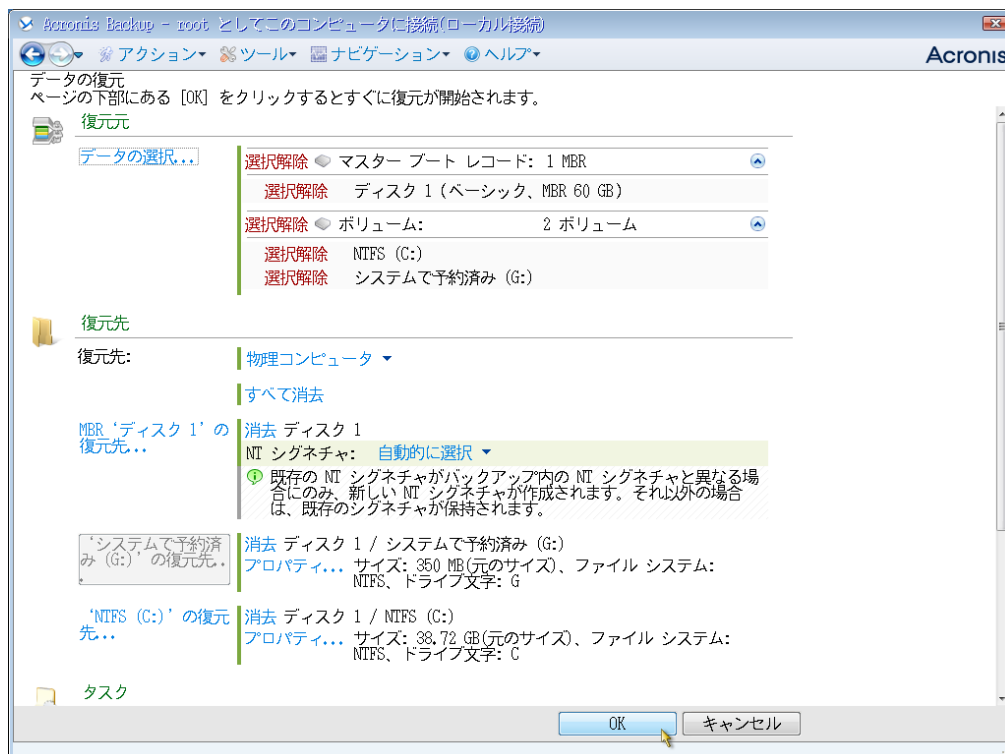 Acronis Backup - root としてこのコンピュータに接続(ローカル接続)
アクション ツール ナビゲーション ヘルプ Acronis
データの復元
ページの下部にある [OK] をクリックするとすぐに復元が開始されます。
復元元
データの選択... 選択解除 マスター ブート レコード: 1 MBR
選択解除 ディスク 1 (ベーシック、MBR 60 GB)
選択解除 ボリューム: 2 ボリューム
選択解除 NTFS (C:)
選択解除 システムで予約済み (G:)
復元先
復元先: 物理コンピュータ
すべて消去
MBR ‘ディスク 1’ の 消去 ディスク 1
復元先... NT シグネチャ: 自動的に選択
既存の NT シグネチャがバックアップ内の NT シグネチャと異なる場
合にのみ、新しい NT シグネチャが作成されます。それ以外の場合
は、既存のシグネチャが保持されます。
‘システムで予約済 消去 ディスク 1 / システムで予約済み (G:)
み (G:)’ の復元先... プロパティ... サイズ: 350 MB(元のサイズ)、ファイル システム:
NTFS、ドライブ文字: G
‘NTFS (C:)’ の復元 消去 ディスク 1 / NTFS (C:)
先... プロパティ... サイズ: 38.72 GB(元のサイズ)、ファイル システム:
NTFS、ドライブ文字: C
タスク
OK キャンセル